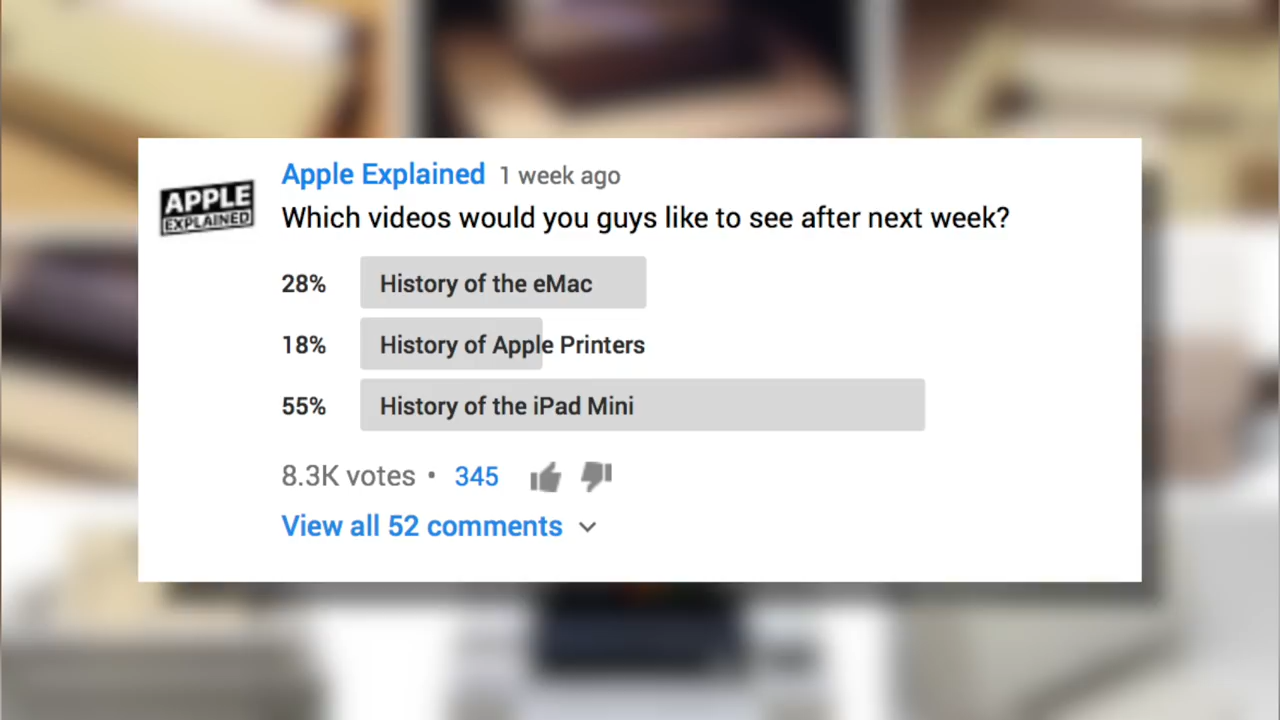 APPLE
EXPLAINED
Apple Explained 1 week ago
Which videos would you guys like to see after next week?
28% History of the eMac
18% History of Apple Printers
55% History of the iPad Mini
8.3K votes • 345
View all 52 comments